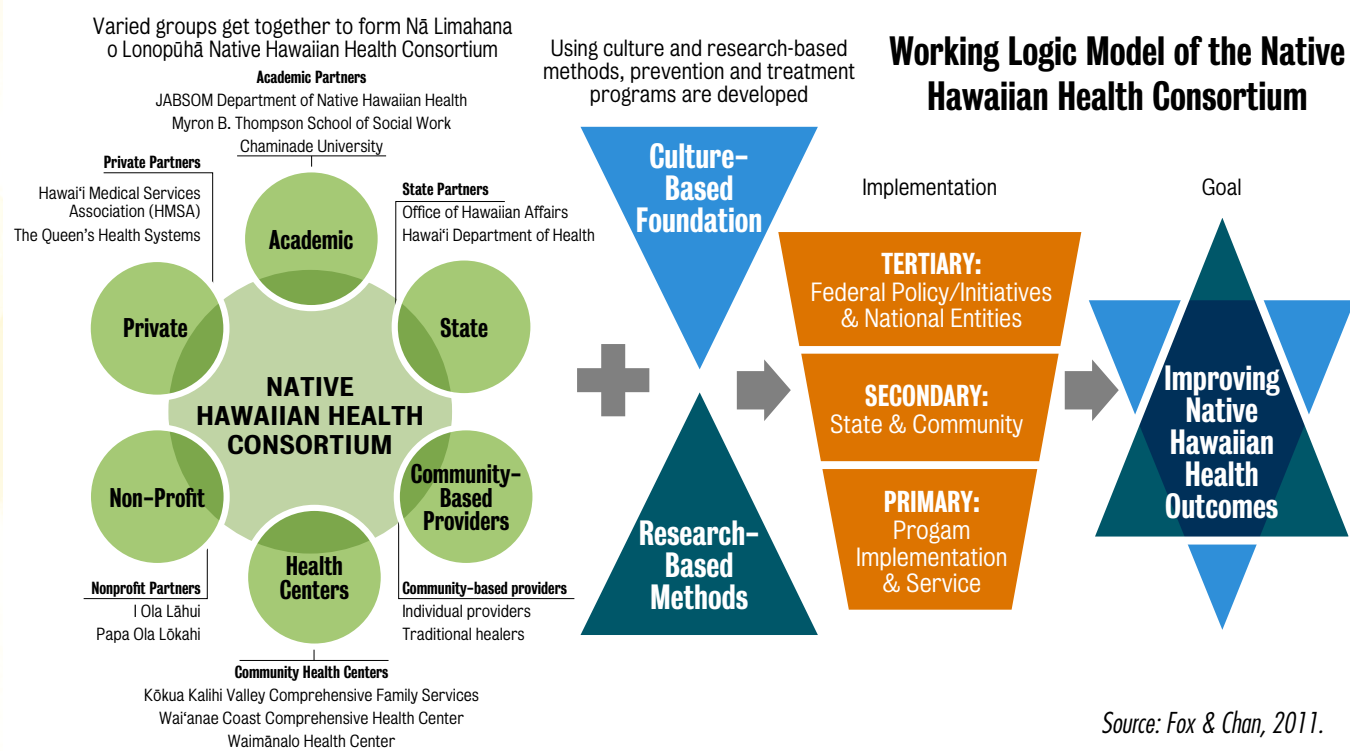 Varied groups get together to form Nā Limahana
o Lonopūhā Native Hawaiian Health Consortium
Academic Partners
JABSOM Department of Native Hawaiian Health
Myron B. Thompson School of Social Work
Chaminade University
Private Partners
Hawai‘i Medical Services
Association (HMSA)
The Queen’s Health Systems
State Partners
Office of Hawaiian Affairs
Hawai‘i Department of Health
Academic
Private
State
NATIVE
HAWAIIAN HEALTH
CONSORTIUM
Non-Profit
Community-
Based
Providers
Health
Centers
Nonprofit Partners
I Ola Lāhui
Papa Ola Lōkahi
Community-based providers
Individual providers
Traditional healers
Community Health Centers
Kōkua Kalihi Valley Comprehensive Family Services
Wai‘anae Coast Comprehensive Health Center
Waimānalo Health Center
Using culture and research-based
methods, prevention and treatment
programs are developed
Culture-
Based
Foundation
Research-
Based
Methods
Working Logic Model of the Native
Hawaiian Health Consortium
Implementation
TERTIARY:
Federal Policy/Initiatives
& National Entities
SECONDARY:
State & Community
PRIMARY:
Progam
Implementation
& Service
Goal
Improving
Native
Hawaiian
Health
Outcomes
Source: Fox & Chan, 2011.